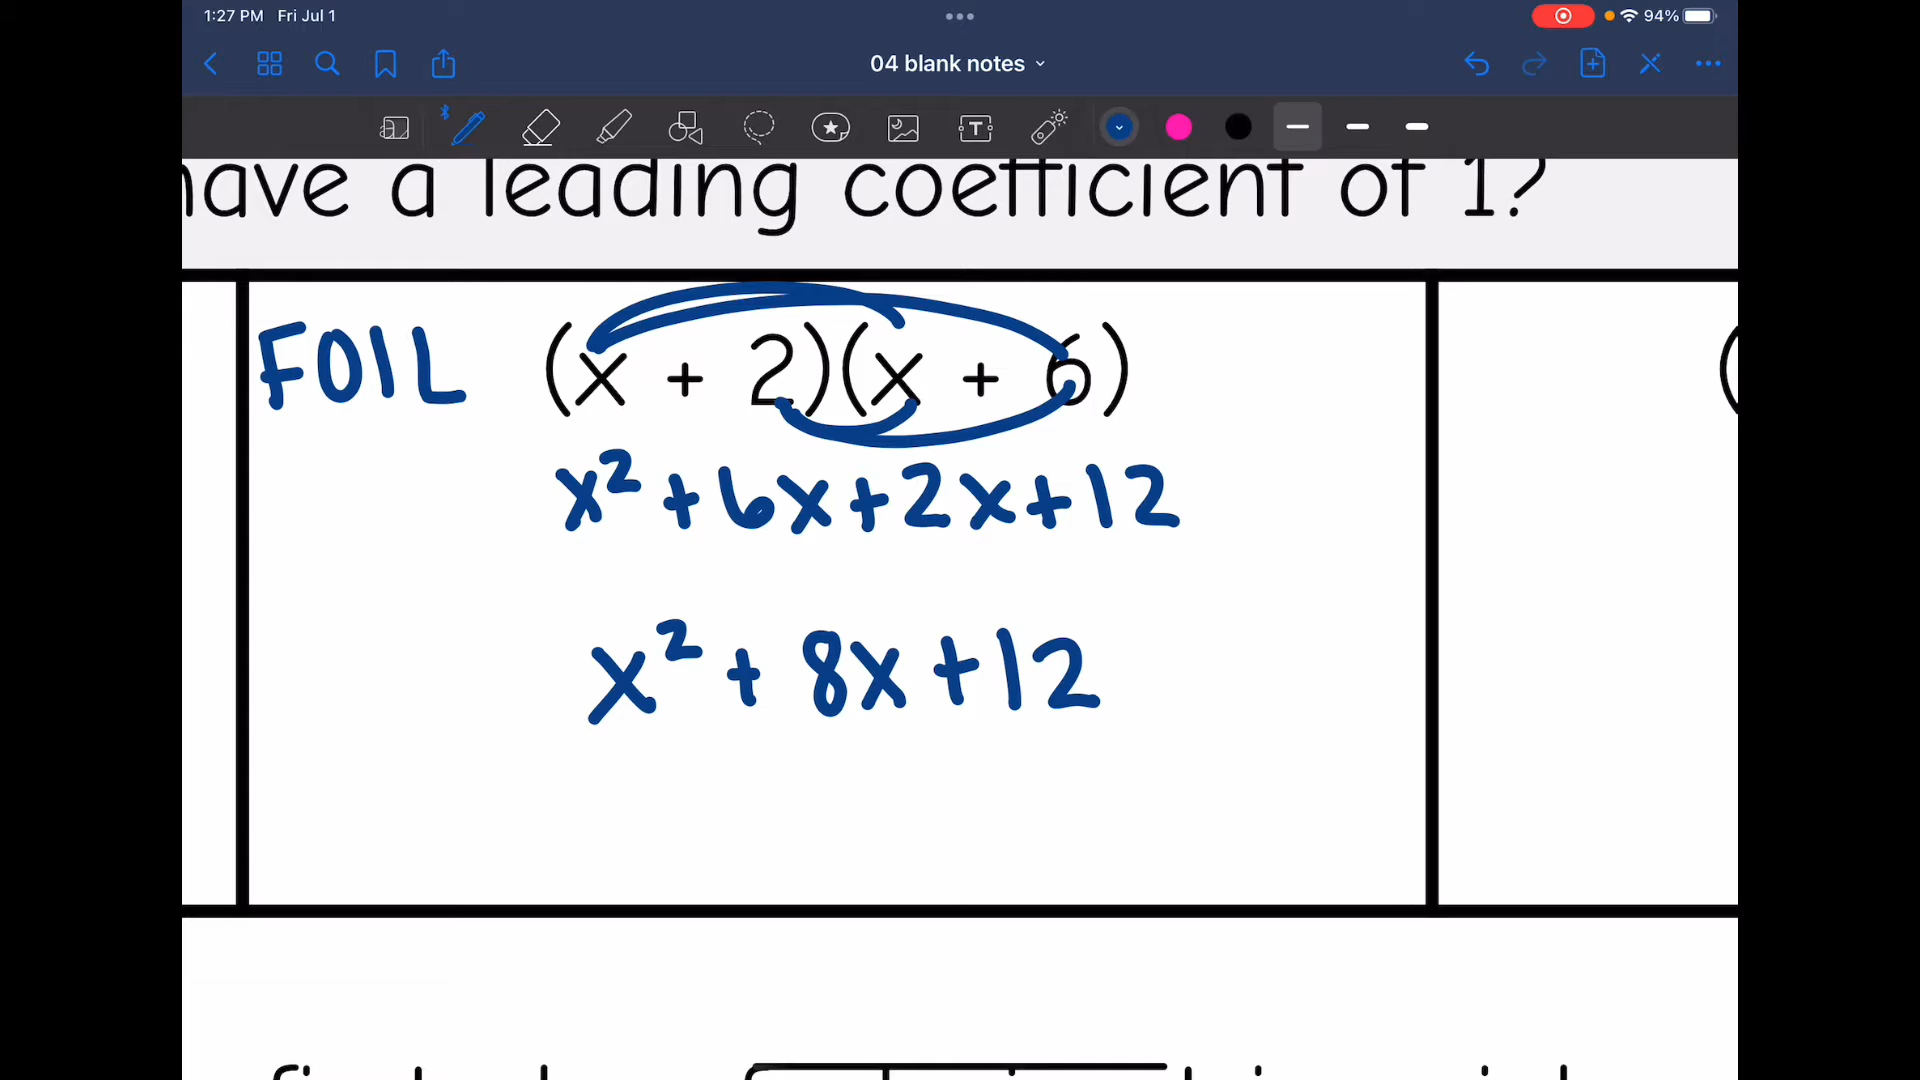 1:27 PM Fri Jul 1
94%
04 blank notes
have a leading coefficient of 1?
FOIL (x + 2)(x + 6)
x² + 6x + 2x + 12
x² + 8x + 12